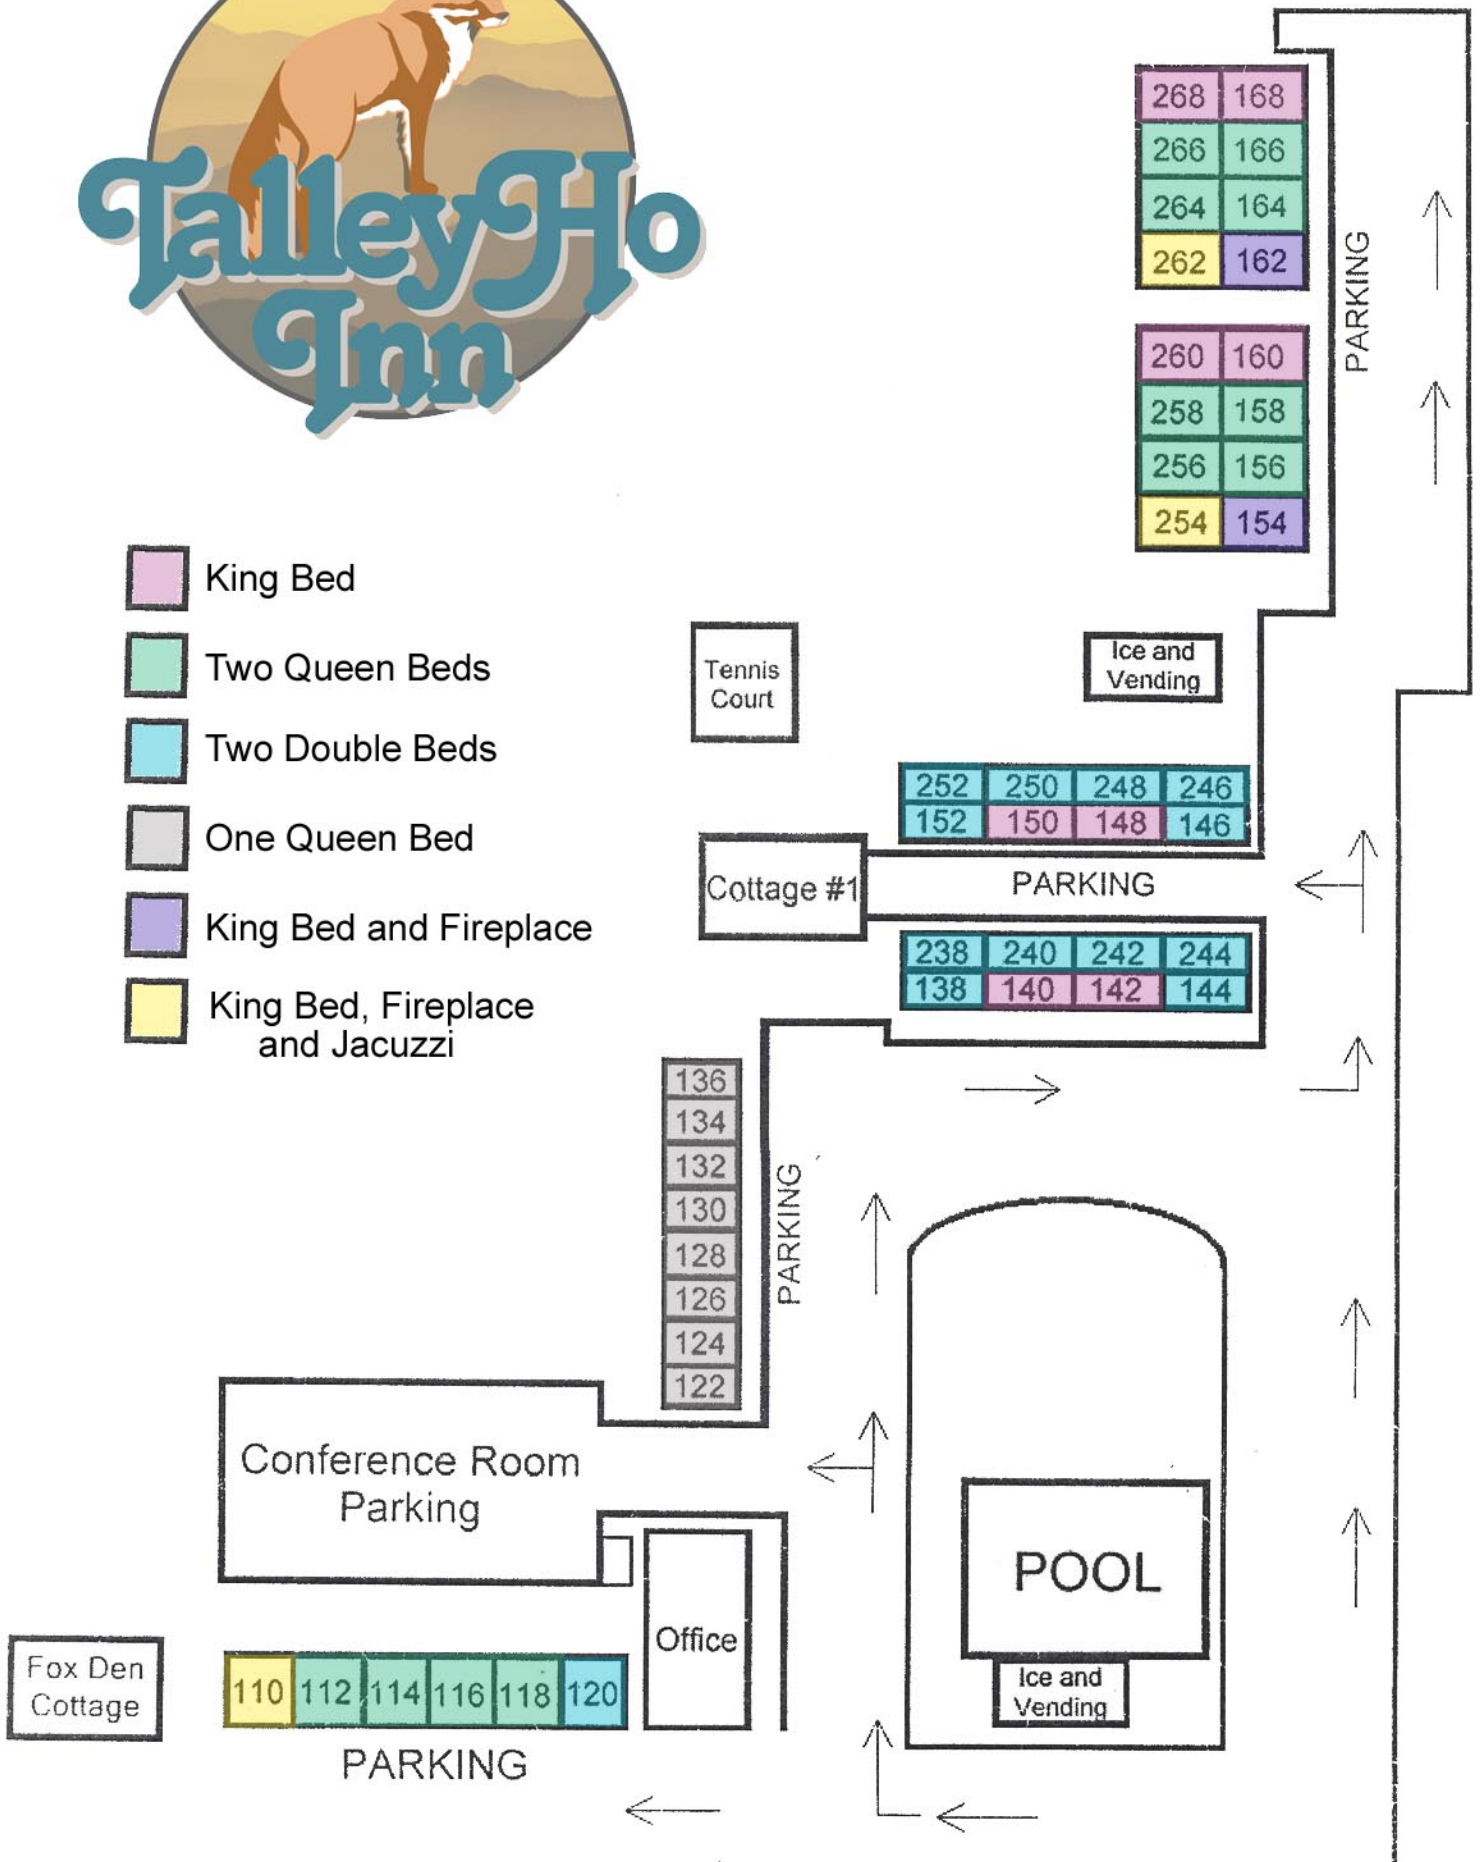 Talley Ho
Inn
268 168
266 166
264 164
262 162
PARKING
260 160
258 158
256 156
254 154
King Bed
Two Queen Beds
Two Double Beds
One Queen Bed
King Bed and Fireplace
King Bed, Fireplace
and Jacuzzi
Tennis
Court
Ice and
Vending
252 250 248 246
152 150 148 146
Cottage #1
PARKING
238 240 242 244
138 140 142 144
136
134
132
130
128
126
124
122
PARKING
Conference Room
Parking
Office
POOL
Ice and
Vending
Fox Den
Cottage
110 112 114 116 118 120
PARKING